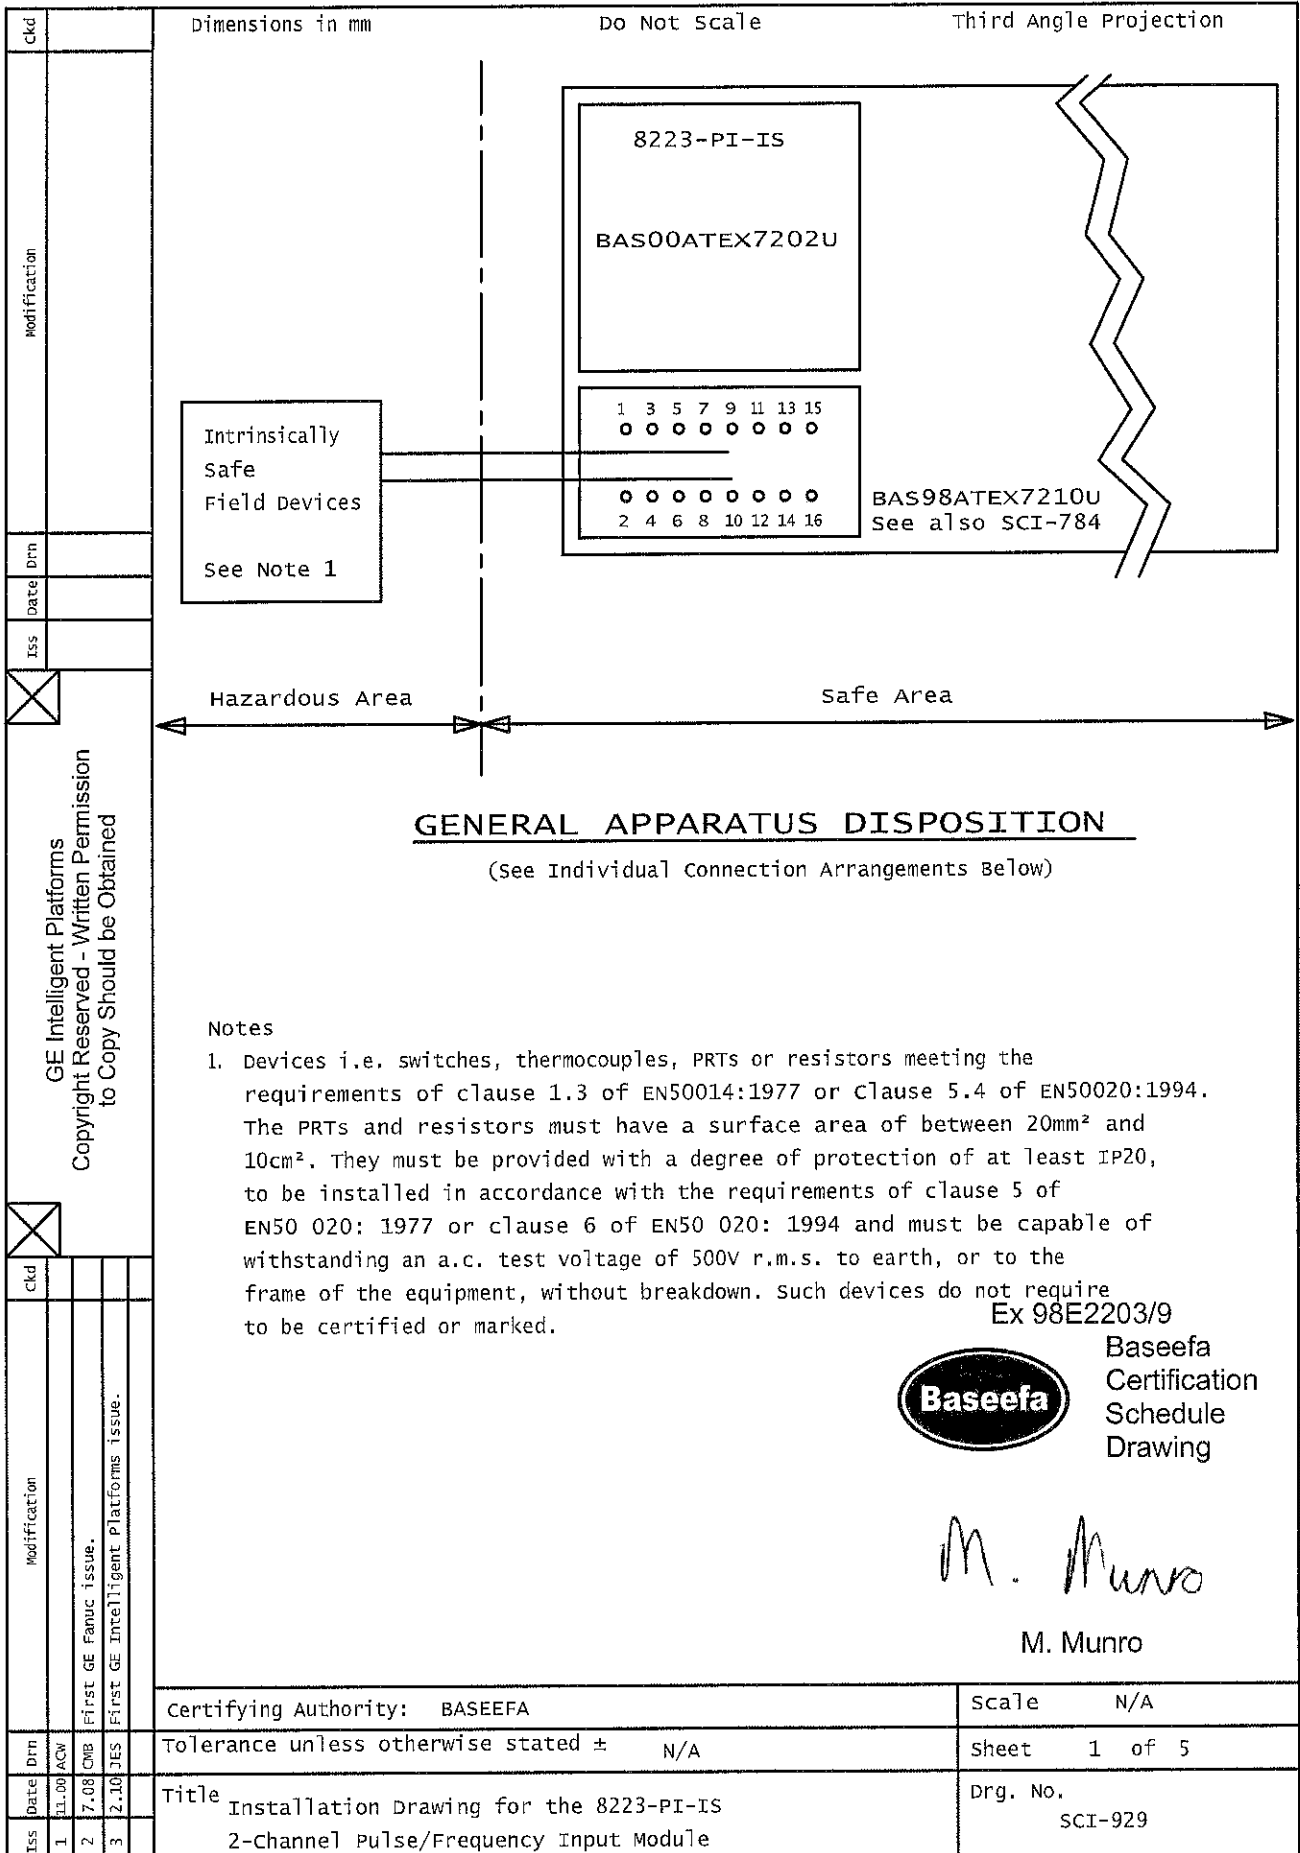 Dimensions in mm
Do Not Scale
Third Angle Projection
8223-PI-IS
BAS00ATEX7202U
1 3 5 7 9 11 13 15
2 4 6 8 10 12 14 16
BAS98ATEX7210U
See also SCI-784
Intrinsically
Safe
Field Devices
See Note 1
Hazardous Area
Safe Area
GENERAL APPARATUS DISPOSITION
(See Individual Connection Arrangements Below)
Notes
1. Devices i.e. switches, thermocouples, PRTs or resistors meeting the
requirements of clause 1.3 of EN50014:1977 or Clause 5.4 of EN50020:1994.
The PRTs and resistors must have a surface area of between 20mm² and
10cm². They must be provided with a degree of protection of at least IP20,
to be installed in accordance with the requirements of clause 5 of
EN50 020: 1977 or clause 6 of EN50 020: 1994 and must be capable of
withstanding an a.c. test voltage of 500V r.m.s. to earth, or to the
frame of the equipment, without breakdown. Such devices do not require
to be certified or marked.
Ex 98E2203/9
Baseefa
Baseefa
Certification
Schedule
Drawing
M. Munro
M. Munro
Certifying Authority: BASEEFA
Scale N/A
Tolerance unless otherwise stated ± N/A
Sheet 1 of 5
Title
Installation Drawing for the 8223-PI-IS
2-Channel Pulse/Frequency Input Module
Drg. No.
SCI-929
Iss Date Drn Modification Ckd
GE Intelligent Platforms
Copyright Reserved - Written Permission
to Copy Should be Obtained
Iss Date Drn Modification Ckd
1 11.00 ACW
2 7.08 CMB First GE Fanuc issue.
3 2.10 JES First GE Intelligent Platforms issue.